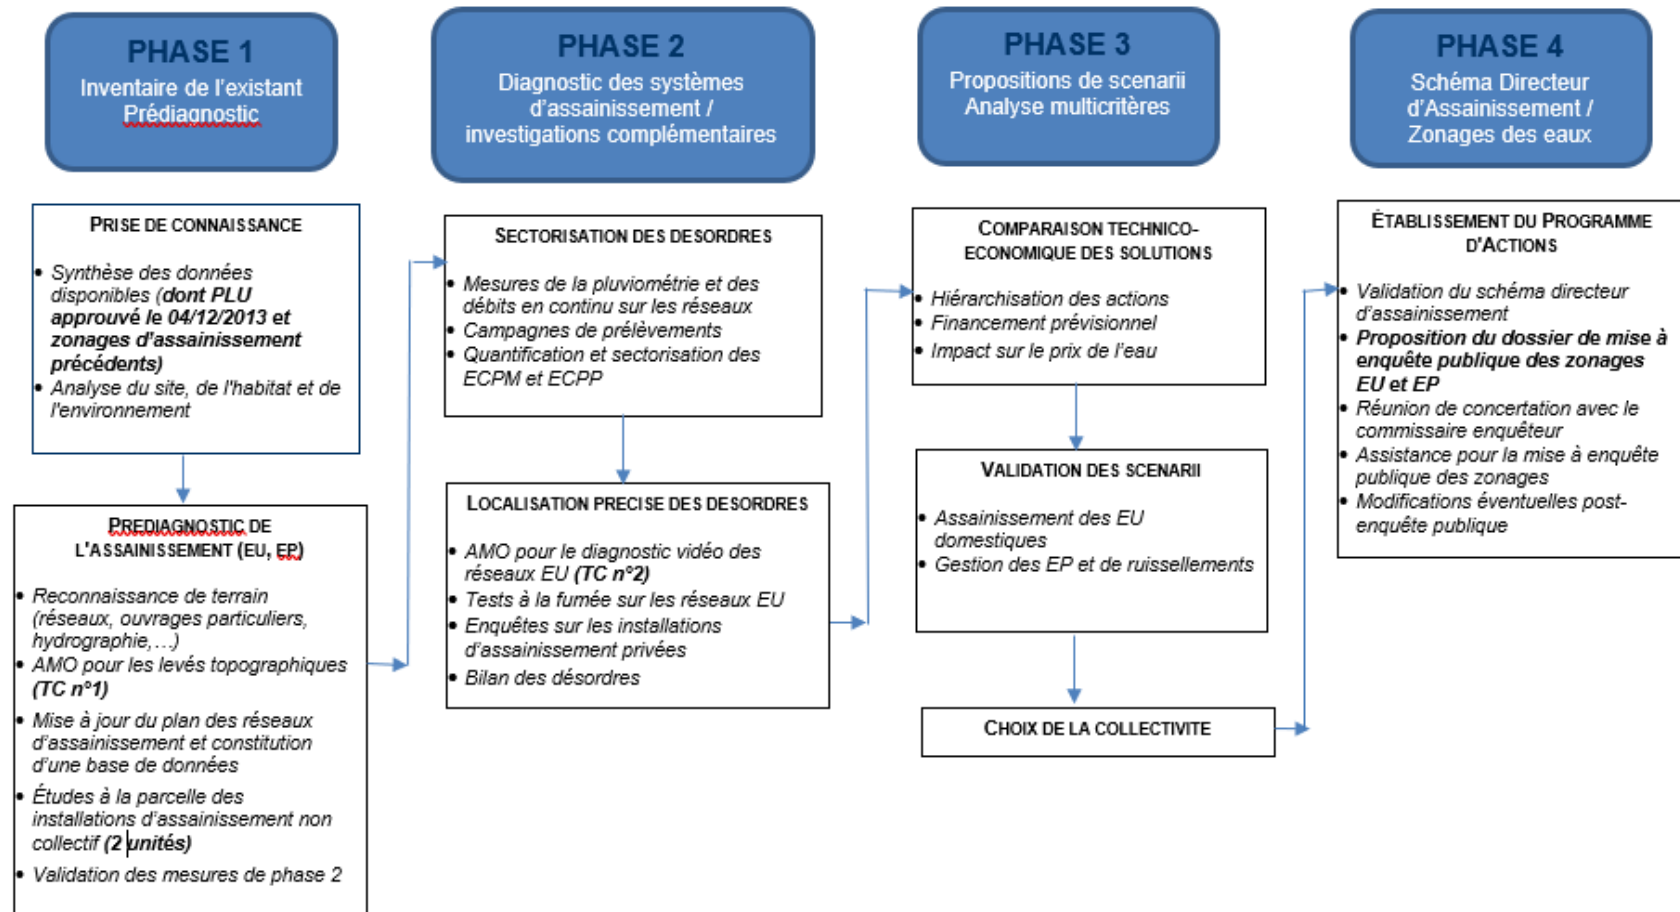 PHASE 1
Inventaire de l'existant
Prédiagnostic
PRISE DE CONNAISSANCE
• Synthèse des données
disponibles (dont PLU
approuvé le 04/12/2013 et
zonages d'assainissement
précédents)
• Analyse du site, de l'habitat et de
l'environnement
PREDIAGNOSTIC DE
L'ASSAINISSEMENT (EU, EP)
• Reconnaissance de terrain
(réseaux, ouvrages particuliers,
hydrographie,...)
• AMO pour les levés topographiques
(TC n°1)
• Mise à jour du plan des réseaux
d'assainissement et constitution
d'une base de données
• Études à la parcelle des
installations d'assainissement non
collectif (2 unités)
• Validation des mesures de phase 2
PHASE 2
Diagnostic des systèmes
d'assainissement /
investigations complémentaires
SECTORISATION DES DESORDRES
• Mesures de la pluviométrie et des
débits en continu sur les réseaux
• Campagnes de prélèvements
• Quantification et sectorisation des
ECPM et ECPP
LOCALISATION PRECISE DES DESORDRES
• AMO pour le diagnostic vidéo des
réseaux EU (TC n°2)
• Tests à la fumée sur les réseaux EU
• Enquêtes sur les installations
d'assainissement privées
• Bilan des désordres
PHASE 3
Propositions de scenarii
Analyse multicritères
COMPARAISON TECHNICO-
ECONOMIQUE DES SOLUTIONS
• Hiérarchisation des actions
• Financement prévisionnel
• Impact sur le prix de l'eau
VALIDATION DES SCENARII
• Assainissement des EU
domestiques
• Gestion des EP et de ruissellements
CHOIX DE LA COLLECTIVITE
PHASE 4
Schéma Directeur
d'Assainissement /
Zonages des eaux
ÉTABLISSEMENT DU PROGRAMME
D'ACTIONS
• Validation du schéma directeur
d'assainissement
• Proposition du dossier de mise à
enquête publique des zonages
EU et EP
• Réunion de concertation avec le
commissaire enquêteur
• Assistance pour la mise à enquête
publique des zonages
• Modifications éventuelles post-
enquête publique